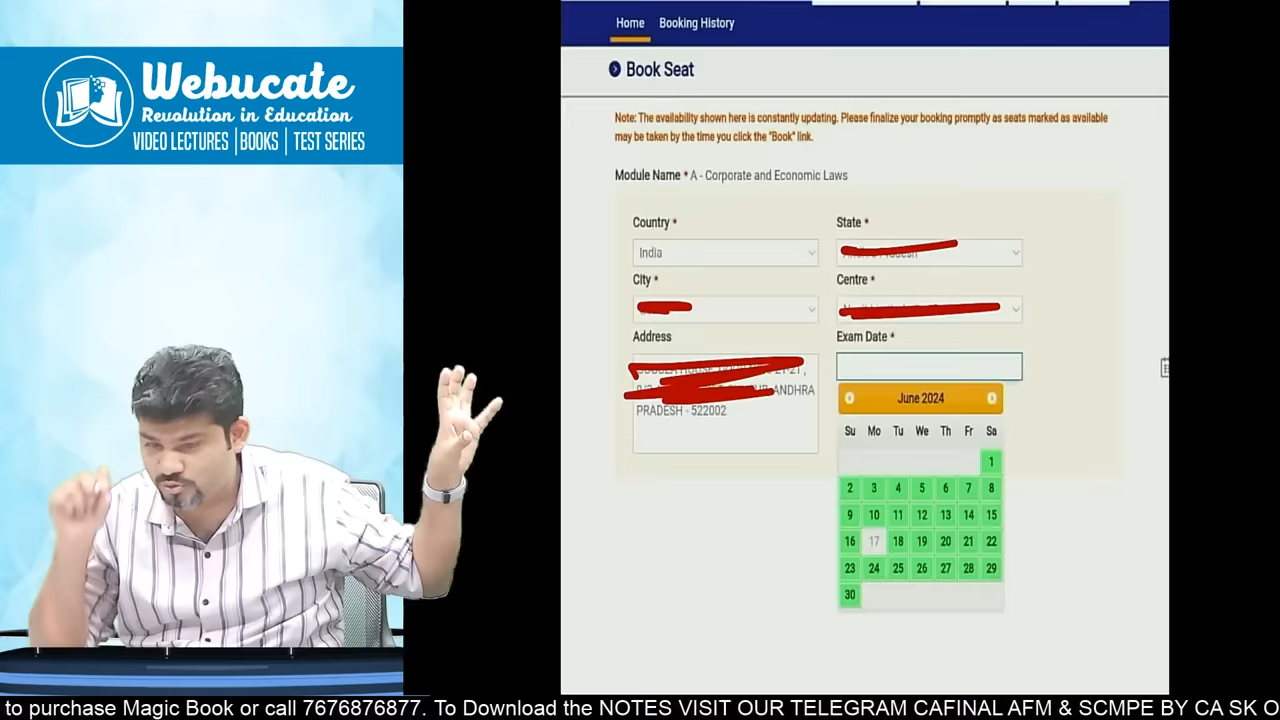 Webucate
Revolution in Education
VIDEO LECTURES | BOOKS | TEST SERIES
Home Booking History
Book Seat
Note: The availability shown here is constantly updating. Please finalize your booking promptly as seats marked as available
may be taken by the time you click the "Book" link.
Module Name * A - Corporate and Economic Laws
Country * State *
India
City * Centre *
Address Exam Date *
ANDHRA
PRADESH - 522002
June 2024
Su Mo Tu We Th Fr Sa
1
2 3 4 5 6 7 8
9 10 11 12 13 14 15
16 17 18 19 20 21 22
23 24 25 26 27 28 29
30
to purchase Magic Book or call 7676876877. To Download the NOTES VISIT OUR TELEGRAM CAFINAL AFM & SCMPE BY CA SK O